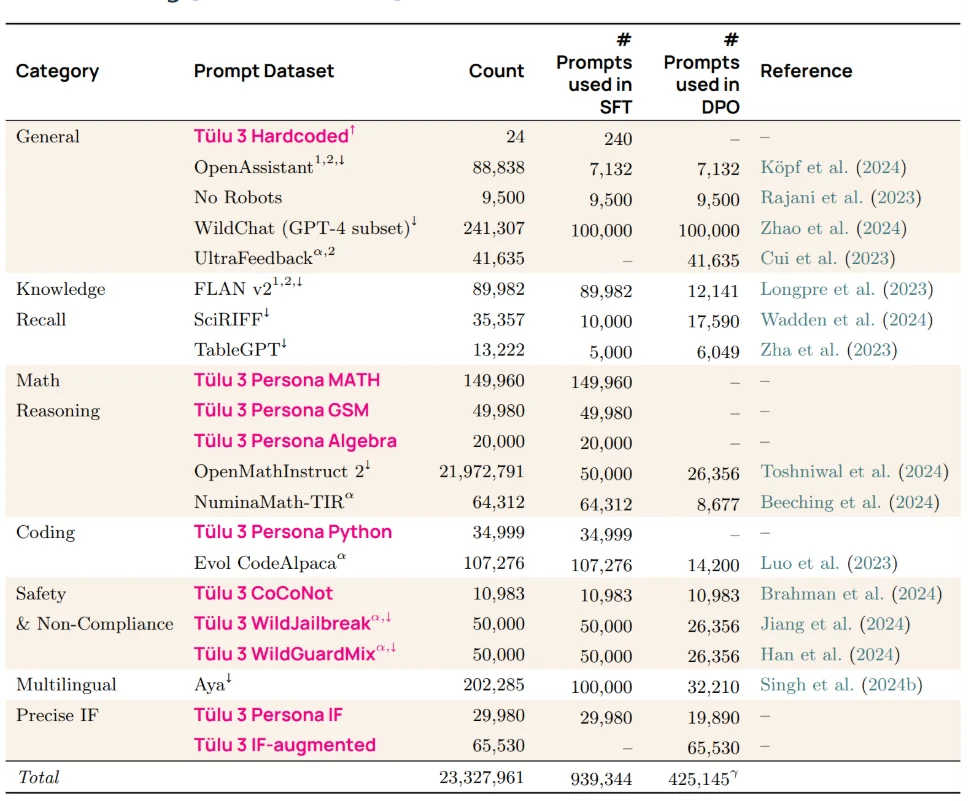 Category Prompt Dataset Count # Prompts used in SFT # Prompts used in DPO Reference
General Tülu 3 Hardcoded↑ 24 240 – –
OpenAssistant1,2,↓ 88,838 7,132 7,132 Köpf et al. (2024)
No Robots 9,500 9,500 9,500 Rajani et al. (2023)
WildChat (GPT-4 subset)↓ 241,307 100,000 100,000 Zhao et al. (2024)
UltraFeedbackα,2 41,635 – 41,635 Cui et al. (2023)
Knowledge FLAN v21,2,↓ 89,982 89,982 12,141 Longpre et al. (2023)
Recall SciRIFF↓ 35,357 10,000 17,590 Wadden et al. (2024)
TableGPT↓ 13,222 5,000 6,049 Zha et al. (2023)
Math Tülu 3 Persona MATH 149,960 149,960 – –
Reasoning Tülu 3 Persona GSM 49,980 49,980 – –
Tülu 3 Persona Algebra 20,000 20,000 – –
OpenMathInstruct 2↓ 21,972,791 50,000 26,356 Toshniwal et al. (2024)
NuminaMath-TIRα 64,312 64,312 8,677 Beeching et al. (2024)
Coding Tülu 3 Persona Python 34,999 34,999 – –
Evol CodeAlpacaα 107,276 107,276 14,200 Luo et al. (2023)
Safety Tülu 3 CoCoNot 10,983 10,983 10,983 Brahman et al. (2024)
& Non-Compliance Tülu 3 WildJailbreakα,↓ 50,000 50,000 26,356 Jiang et al. (2024)
Tülu 3 WildGuardMixα,↓ 50,000 50,000 26,356 Han et al. (2024)
Multilingual Aya↓ 202,285 100,000 32,210 Singh et al. (2024b)
Precise IF Tülu 3 Persona IF 29,980 29,980 19,890 –
Tülu 3 IF-augmented 65,530 – 65,530 –
Total 23,327,961 939,344 425,145γ